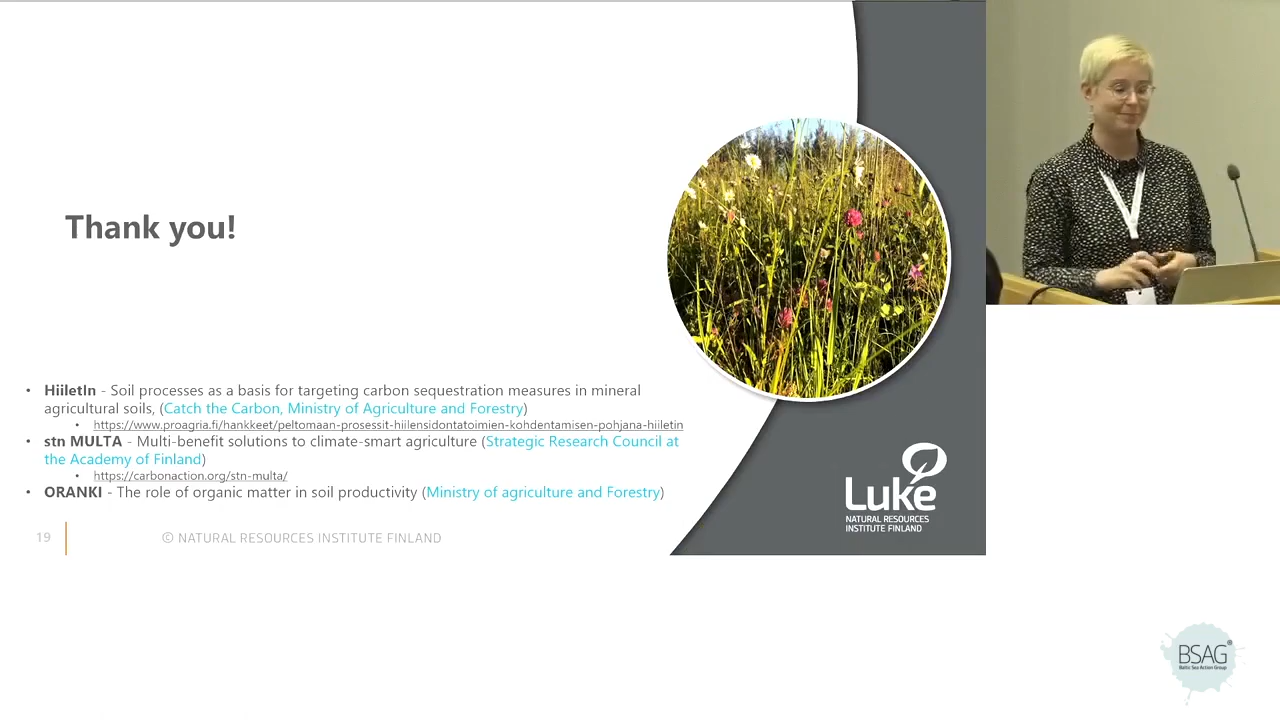 Thank you!
• HiiletIn - Soil processes as a basis for targeting carbon sequestration measures in mineral
agricultural soils, (Catch the Carbon, Ministry of Agriculture and Forestry)
• https://www.proagria.fi/hankkeet/peltomaan-prosessit-hiilensidontatoimien-kohdentamisen-pohjana-hiiletin
• stn MULTA - Multi-benefit solutions to climate-smart agriculture (Strategic Research Council at
the Academy of Finland)
• https://carbonaction.org/stn-multa/
• ORANKI - The role of organic matter in soil productivity (Ministry of agriculture and Forestry)
19
© NATURAL RESOURCES INSTITUTE FINLAND
Luke
NATURAL RESOURCES
INSTITUTE FINLAND
BSAG®
Baltic Sea Action Group